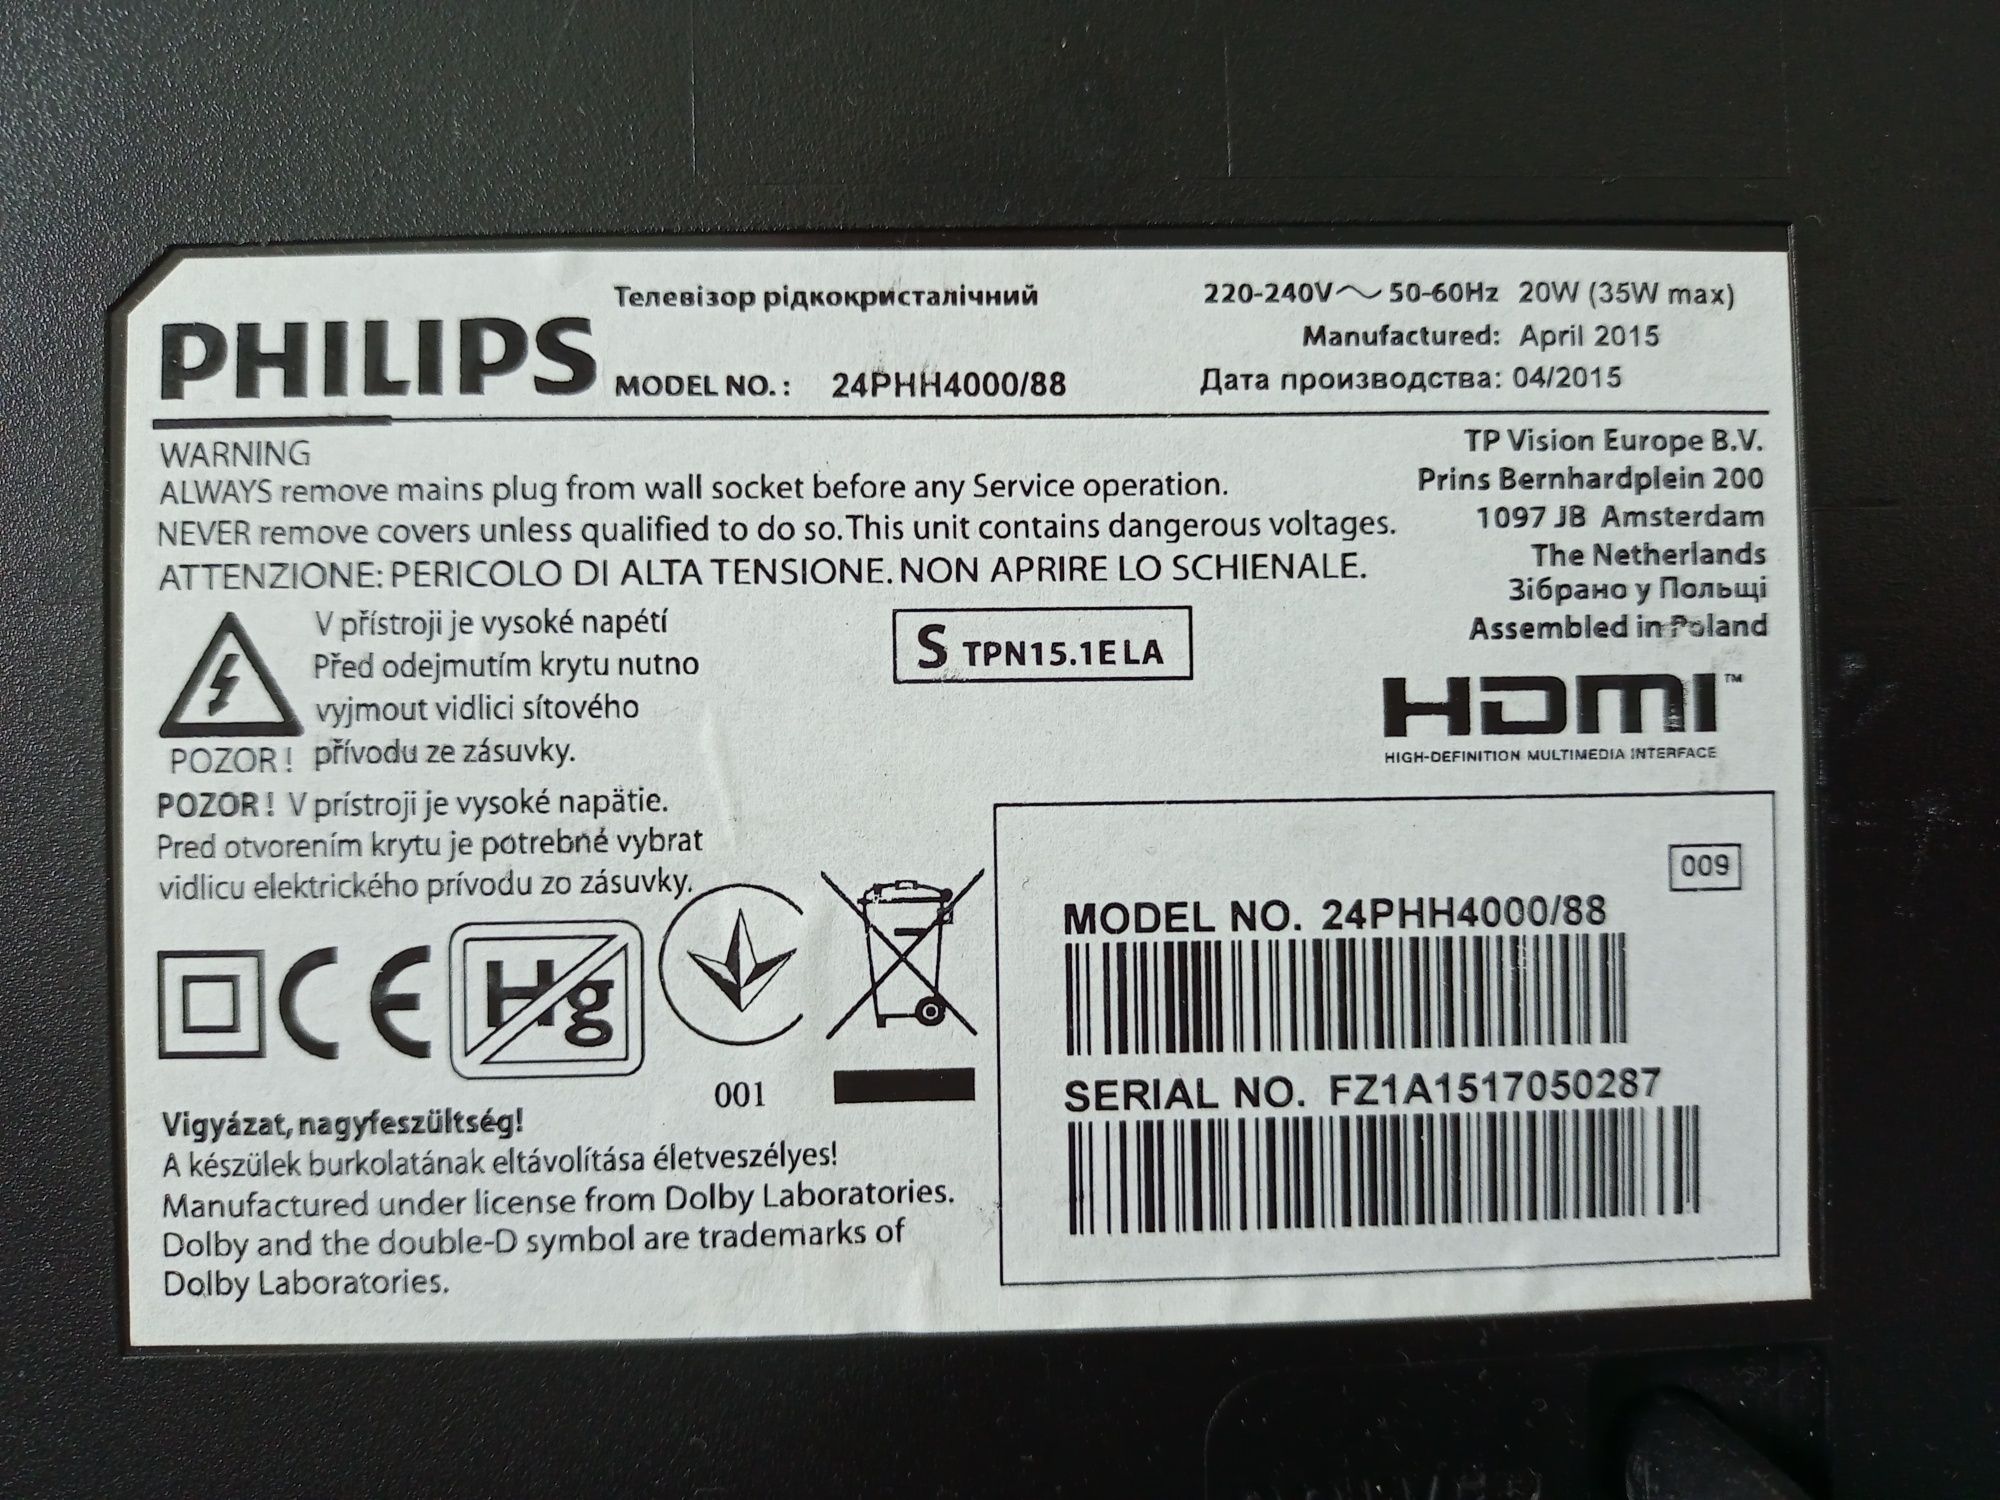 Телевізор рідкокристалічний
PHILIPS
MODEL NO.: 24PHH4000/88
220-240V~ 50-60Hz 20W (35W max)
Manufactured: April 2015
Дата производства: 04/2015
WARNING
ALWAYS remove mains plug from wall socket before any Service operation.
NEVER remove covers unless qualified to do so. This unit contains dangerous voltages.
ATTENZIONE: PERICOLO DI ALTA TENSIONE. NON APRIRE LO SCHIENALE.
TP Vision Europe B.V.
Prins Bernhardplein 200
1097 JB Amsterdam
The Netherlands
Зібрано у Польщі
Assembled in Poland
V přístroji je vysoké napétí
Před odejmutím krytu nutno
vyjmout vidlici sítového
přívodu ze zásuvky.
POZOR!
S TPN15.1E LA
HDMI™
HIGH-DEFINITION MULTIMEDIA INTERFACE
POZOR! V prístroji je vysoké napätie.
Pred otvorením krytu je potrebné vybrat
vidlicu elektrického prívodu zo zásuvky.
CE
Hg
001
Vigyázat, nagyfeszültség!
A készülek burkolatának eltávolítása életveszélyes!
Manufactured under license from Dolby Laboratories.
Dolby and the double-D symbol are trademarks of
Dolby Laboratories.
009
MODEL NO. 24PHH4000/88
SERIAL NO. FZ1A1517050287